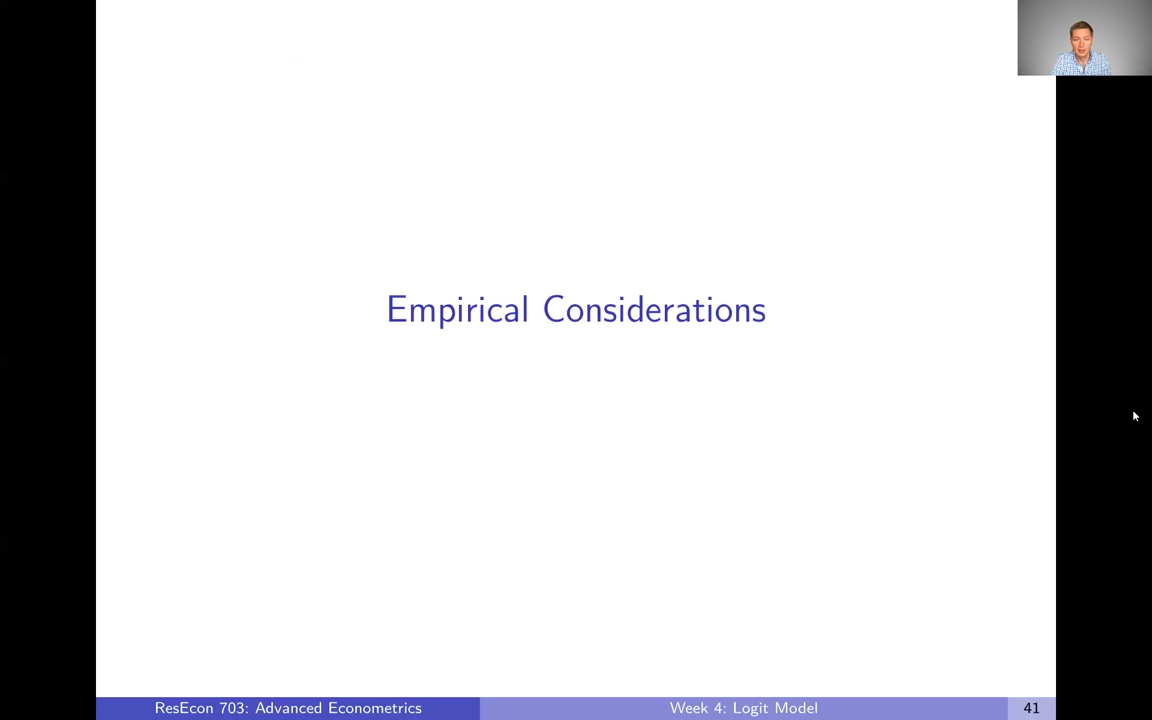 Empirical Considerations
ResEcon 703: Advanced Econometrics
Week 4: Logit Model
41